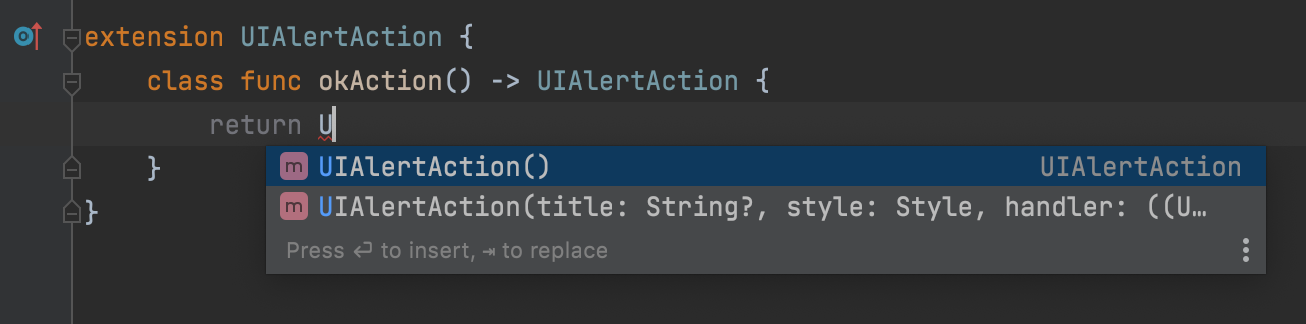 extension UIAlertAction {
class func okAction() -> UIAlertAction {
return U
m UIAlertAction() UIAlertAction
m UIAlertAction(title: String?, style: Style, handler: ((U…
}
}
Press ↩ to insert, ⇥ to replace